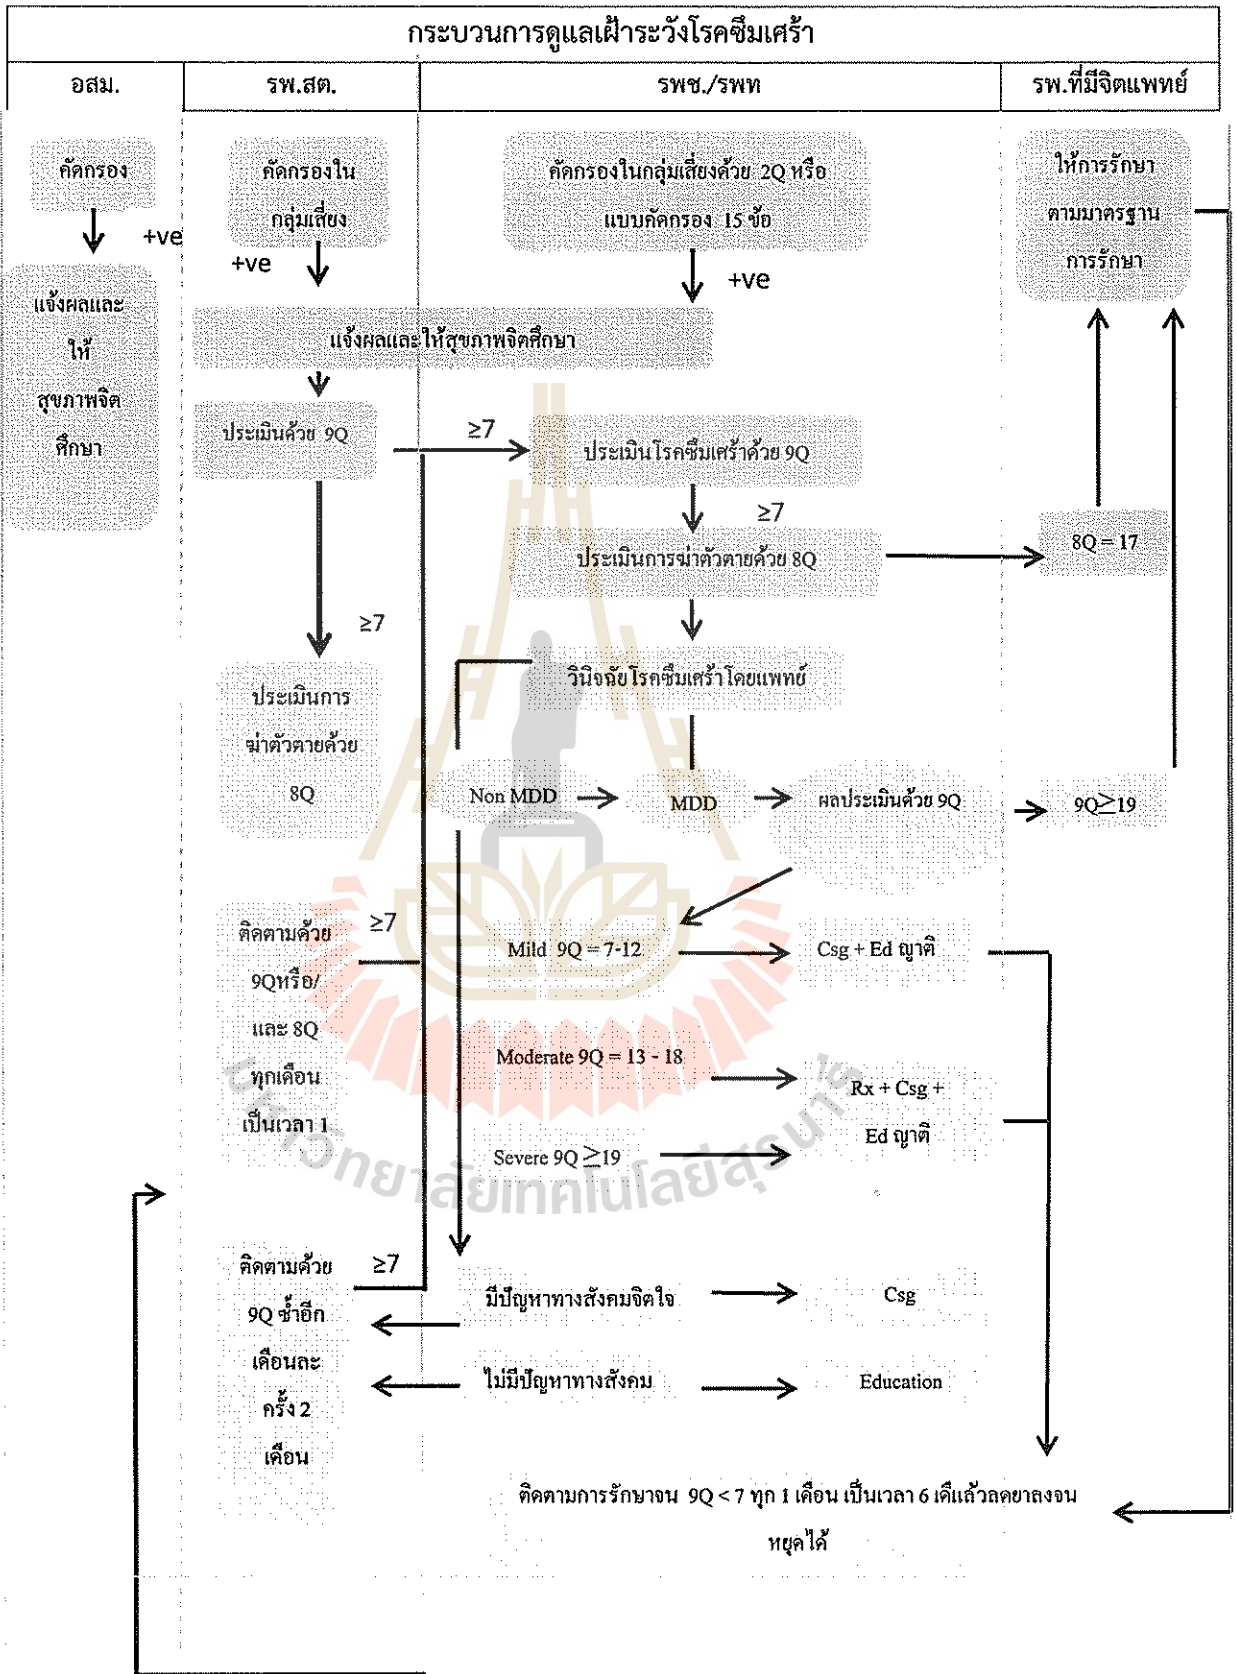 กระบวนการดูแลเฝ้าระวังโรคซึมเศร้า
อสม.
รพ.สต.
รพช./รพท
รพ.ที่มีจิตแพทย์
คัดกรอง
+ve
แจ้งผลและ
ให้
สุขภาพจิต
ศึกษา
คัดกรองใน
กลุ่มเสี่ยง
+ve
คัดกรองในกลุ่มเสี่ยงด้วย 2Q หรือ
แบบคัดกรอง 15 ข้อ
+ve
ให้การรักษา
ตามมาตรฐาน
การรักษา
แจ้งผลและให้สุขภาพจิตศึกษา
ประเมินด้วย 9Q
≥7
ประเมินโรคซึมเศร้าด้วย 9Q
≥7
ประเมินการฆ่าตัวตายด้วย 8Q
8Q = 17
≥7
ประเมินการ
ฆ่าตัวตายด้วย
8Q
วินิจฉัยโรคซึมเศร้าโดยแพทย์
Non MDD
MDD
ผลประเมินด้วย 9Q
9Q≥19
ติดตามด้วย
9Qหรือ/
และ 8Q
ทุกเดือน
เป็นเวลา 1
≥7
Mild 9Q = 7-12
Csg + Ed ญาติ
Moderate 9Q = 13 - 18
Rx + Csg +
Ed ญาติ
Severe 9Q ≥19
มหาวิทยาลัยเทคโนโลยีสุรนารี
ติดตามด้วย
9Q ซ้ำอีก
เดือนละ
ครั้ง 2
เดือน
≥7
มีปัญหาทางสังคมจิตใจ
Csg
ไม่มีปัญหาทางสังคม
Education
ติดตามการรักษาจน 9Q < 7 ทุก 1 เดือน เป็นเวลา 6 เดืแล้วลดยาลงจน
หยุดได้